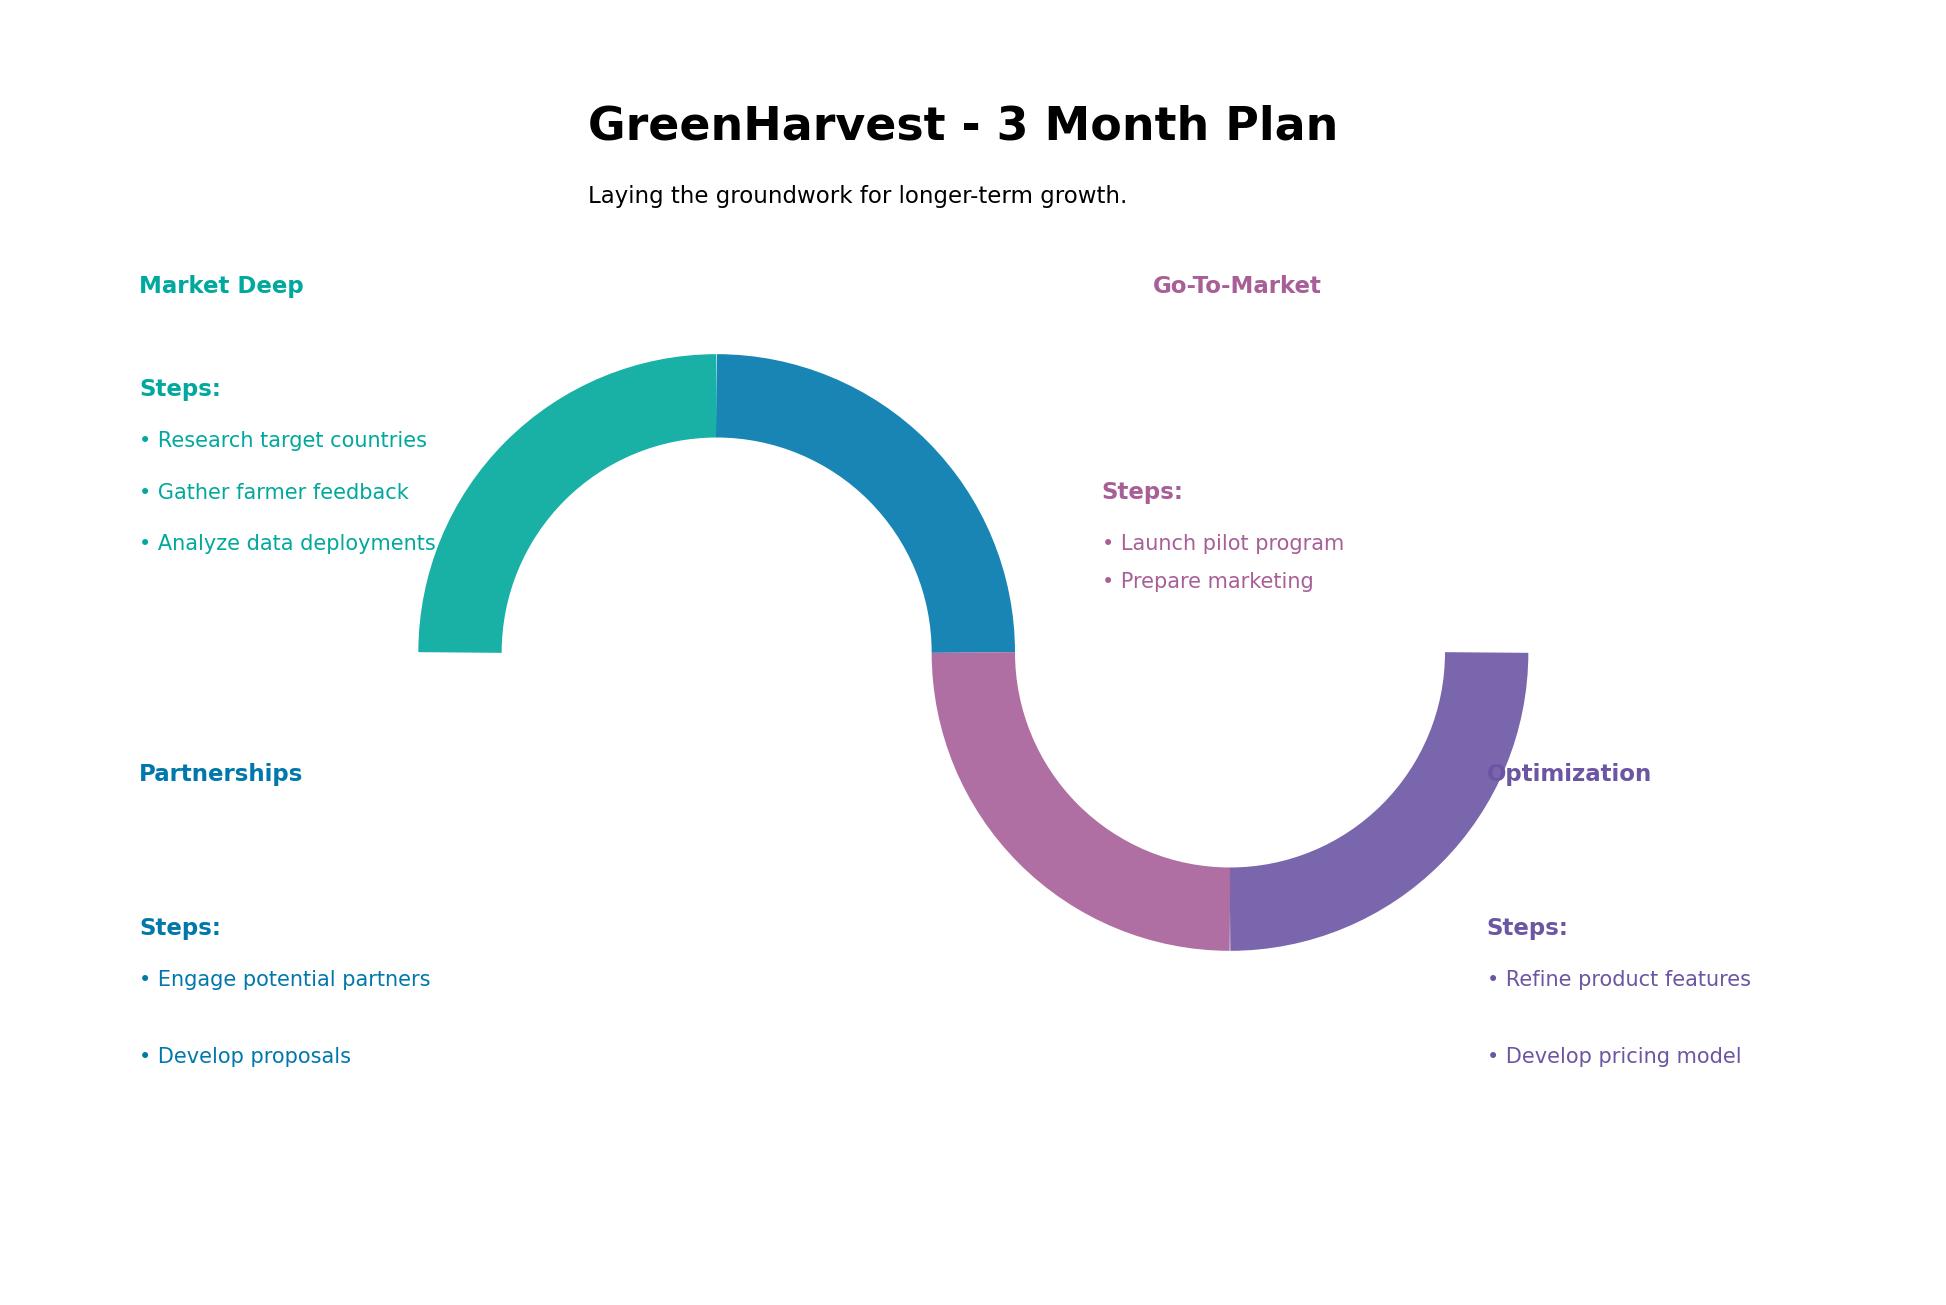 GreenHarvest - 3 Month Plan
Laying the groundwork for longer-term growth.
Market Deep
Steps:
• Research target countries
• Gather farmer feedback
• Analyze data deployments
Go-To-Market
Steps:
• Launch pilot program
• Prepare marketing
Partnerships
Steps:
• Engage potential partners
• Develop proposals
Optimization
Steps:
• Refine product features
• Develop pricing model